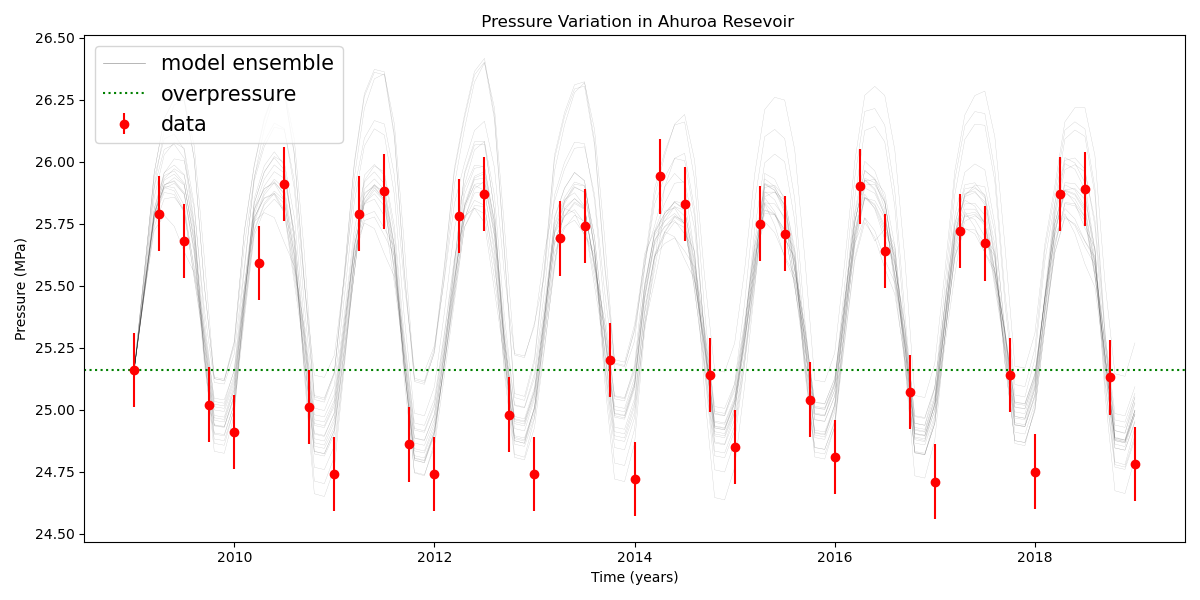 Pressure Variation in Ahuroa Resevoir
26.50
26.25
26.00
25.75
25.50
25.25
25.00
24.75
24.50
Pressure (MPa)
model ensemble
overpressure
data
2010
2012
2014
2016
2018
Time (years)